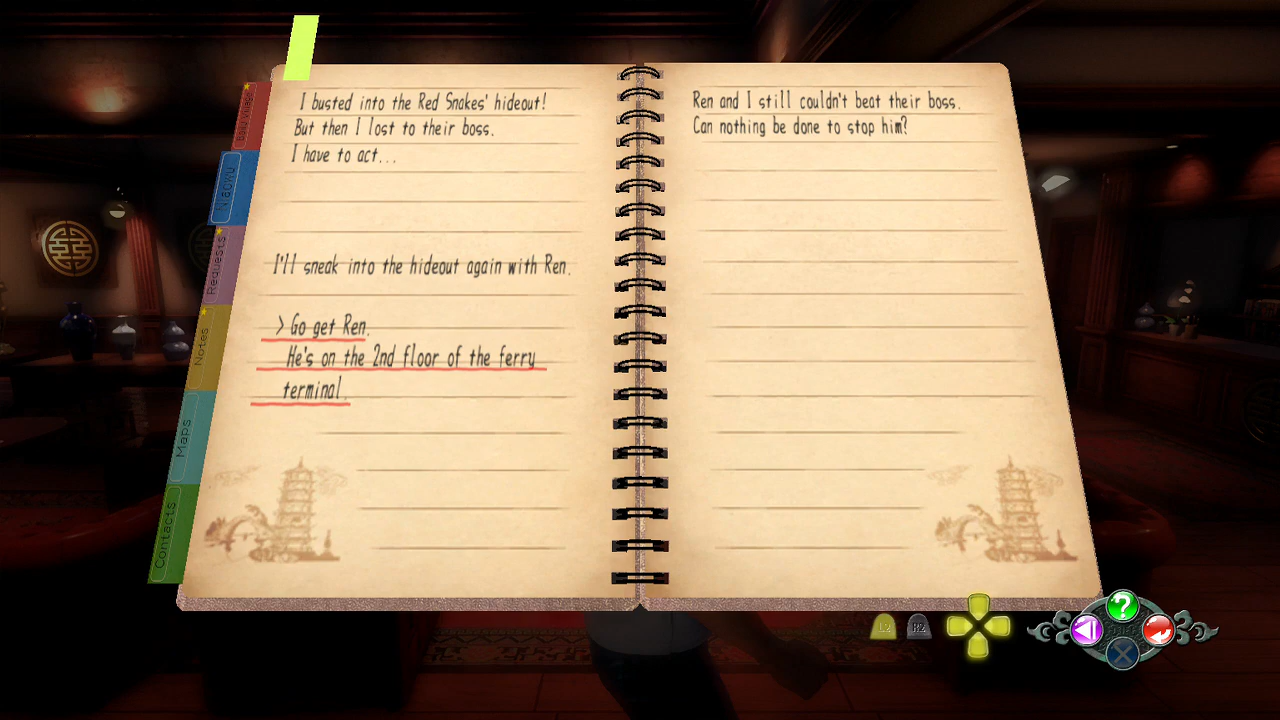 I busted into the Red Snakes' hideout!
But then I lost to their boss.
I have to act...
I'll sneak into the hideout again with Ren.
> Go get Ren.
He's on the 2nd floor of the ferry
terminal.
Ren and I still couldn't beat their boss.
Can nothing be done to stop him?
Requests
Notes
Maps
Contacts
L2
R2
?